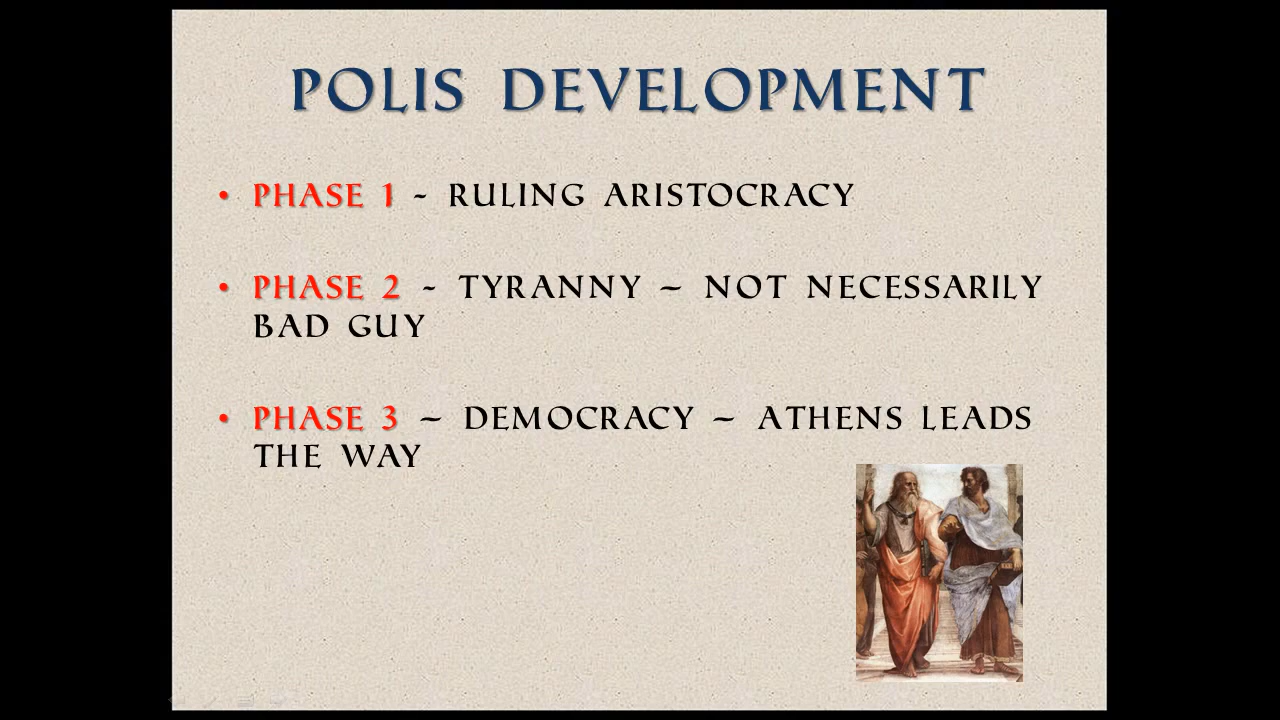 POLIS DEVELOPMENT
• PHASE 1 - RULING ARISTOCRACY
• PHASE 2 - TYRANNY – NOT NECESSARILY
BAD GUY
• PHASE 3 – DEMOCRACY – ATHENS LEADS
THE WAY